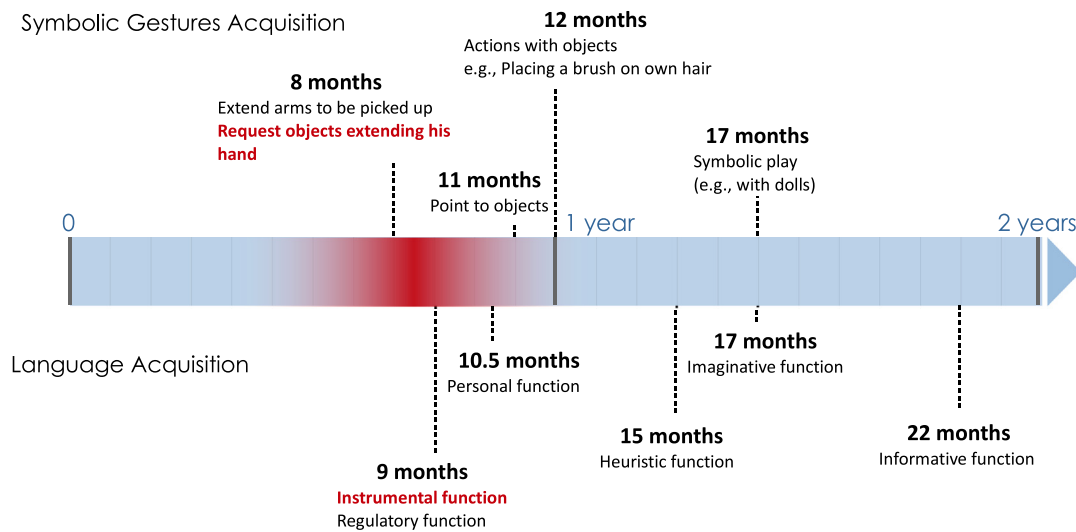 Symbolic Gestures Acquisition
12 months
Actions with objects
e.g., Placing a brush on own hair
8 months
Extend arms to be picked up
Request objects extending his
hand
17 months
Symbolic play
(e.g., with dolls)
11 months
Point to objects
0
1 year
2 years
Language Acquisition
10.5 months
Personal function
17 months
Imaginative function
15 months
Heuristic function
22 months
Informative function
9 months
Instrumental function
Regulatory function